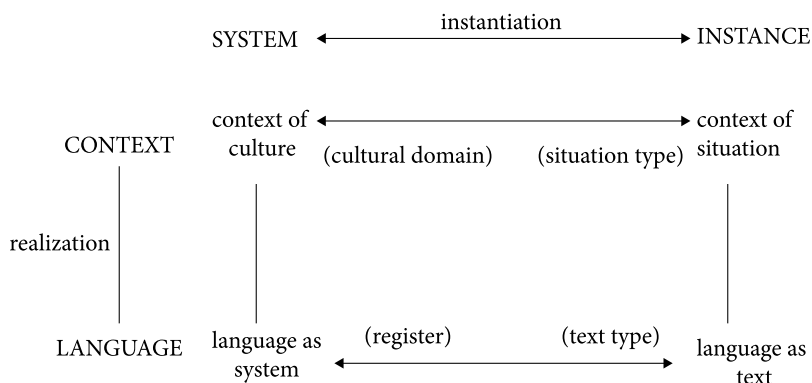 instantiation
SYSTEM INSTANCE
context of culture
context of situation
CONTEXT
(cultural domain) (situation type)
realization
(register) (text type)
LANGUAGE
language as system
language as text